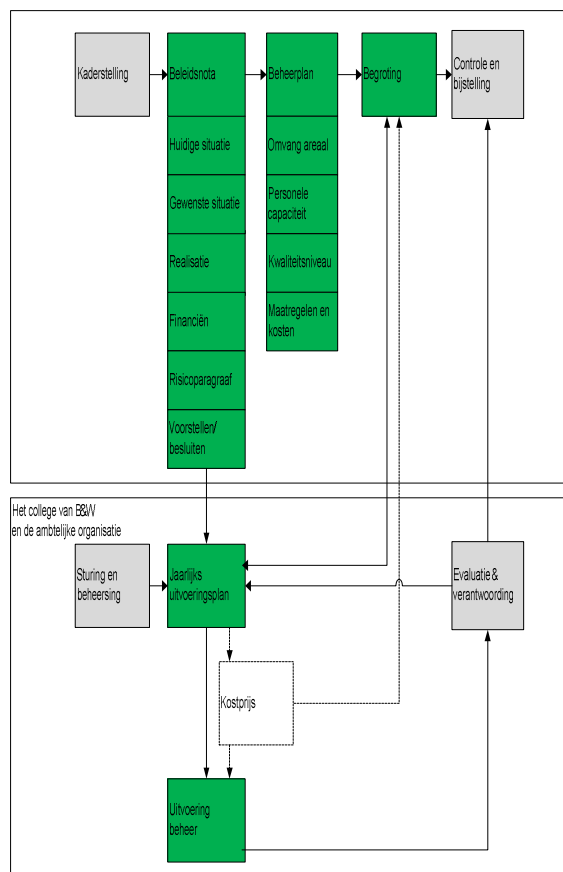 Kaderstelling
Beleidsnota
Beheerplan
Begroting
Controle en
bijstelling
Huidige situatie
Gewenste situatie
Realisatie
Financiën
Risicoparagraaf
Voorstellen/
besluiten
Omvang areaal
Personele
capaciteit
Kwaliteitsniveau
Maatregelen en
kosten
Het college van B&W
en de ambtelijke organisatie
Sturing en
beheersing
Jaarlijks
uitvoeringsplan
Evaluatie &
verantwoording
Kostprijs
Uitvoering
beheer